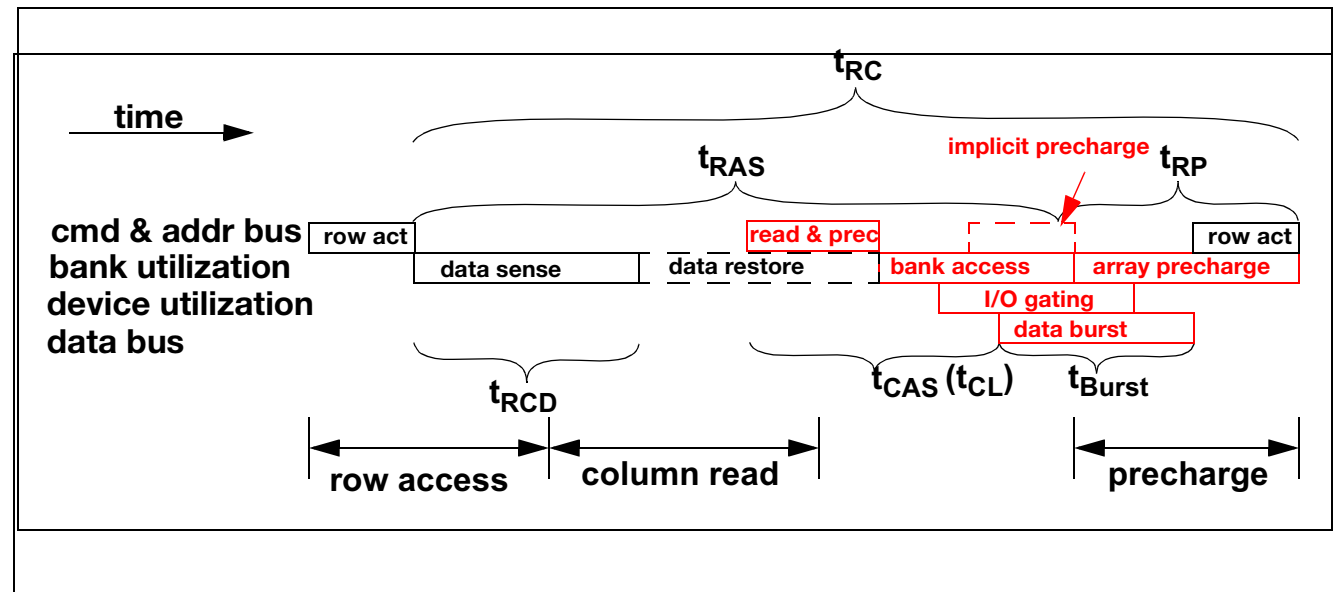 tRC
time
implicit precharge
tRAS
tRP
cmd & addr bus
row act
read & prec
row act
bank utilization
data sense
data restore
bank access
array precharge
device utilization
I/O gating
data bus
data burst
tRCD
tCAS (tCL)
tBurst
row access
column read
precharge